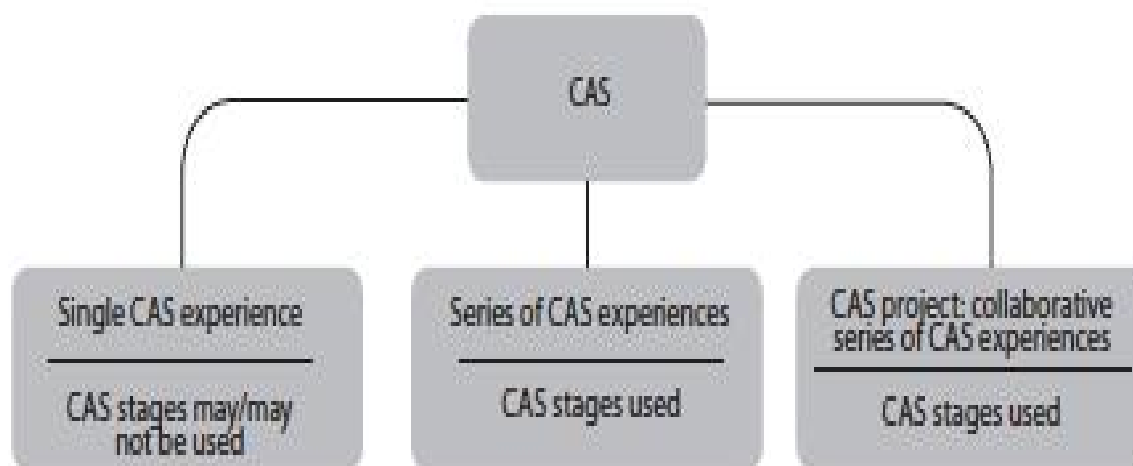 CAS
Single CAS experience
CAS stages may/may
not be used
Series of CAS experiences
CAS stages used
CAS project: collaborative
series of CAS experiences
CAS stages used